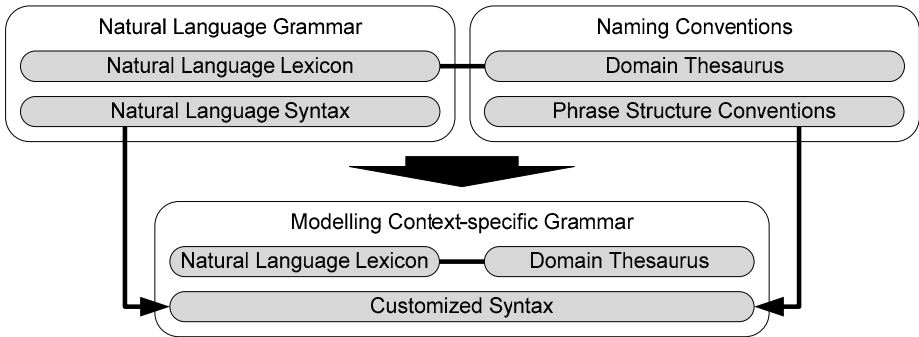 Natural Language Grammar
Natural Language Lexicon
Natural Language Syntax
Naming Conventions
Domain Thesaurus
Phrase Structure Conventions
Modelling Context-specific Grammar
Natural Language Lexicon
Domain Thesaurus
Customized Syntax